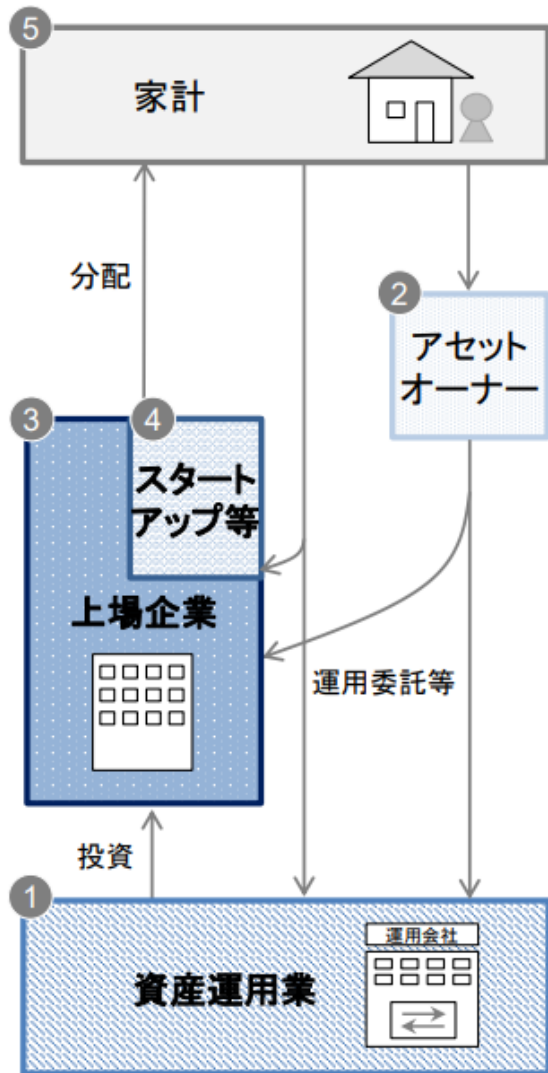 5
家計
分配
2
アセット
オーナー
3
4
スタート
アップ等
上場企業
運用委託等
投資
1
運用会社
資産運用業